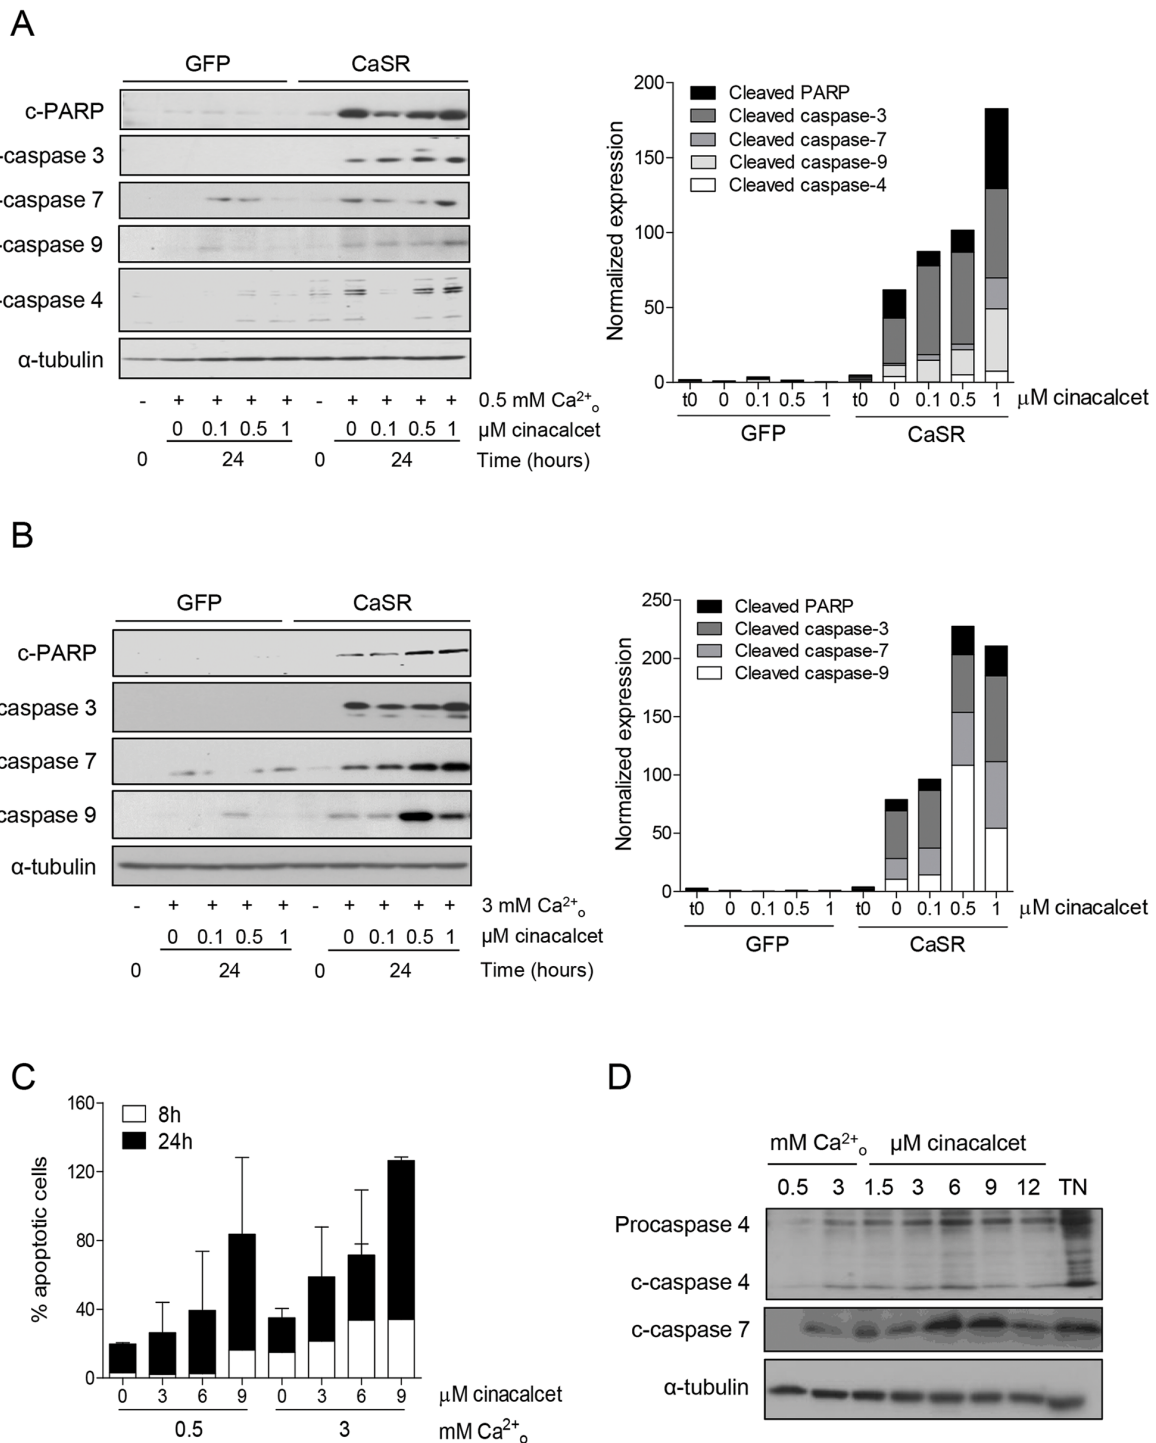 A
GFP CaSR
c-PARP
-caspase 3
-caspase 7
-caspase 9
-caspase 4
α-tubulin
- + + + + - + + + + 0.5 mM Ca²⁺ₒ
0 0.1 0.5 1 0 0.1 0.5 1 μM cinacalcet
0 24 0 24 Time (hours)
Normalized expression
200
150
100
50
0
Cleaved PARP
Cleaved caspase-3
Cleaved caspase-7
Cleaved caspase-9
Cleaved caspase-4
t0 0 0.1 0.5 1 t0 0 0.1 0.5 1 μM cinacalcet
GFP CaSR
B
GFP CaSR
c-PARP
caspase 3
caspase 7
caspase 9
α-tubulin
- + + + + - + + + + 3 mM Ca²⁺ₒ
0 0.1 0.5 1 0 0.1 0.5 1 μM cinacalcet
0 24 0 24 Time (hours)
Normalized expression
250
200
150
100
50
0
Cleaved PARP
Cleaved caspase-3
Cleaved caspase-7
Cleaved caspase-9
t0 0 0.1 0.5 1 t0 0 0.1 0.5 1 μM cinacalcet
GFP CaSR
C
% apoptotic cells
160
120
80
40
0
8h
24h
0 3 6 9 0 3 6 9 μM cinacalcet
0.5 3 mM Ca²⁺ₒ
D
mM Ca²⁺ₒ μM cinacalcet
0.5 3 1.5 3 6 9 12 TN
Procaspase 4
c-caspase 4
c-caspase 7
α-tubulin